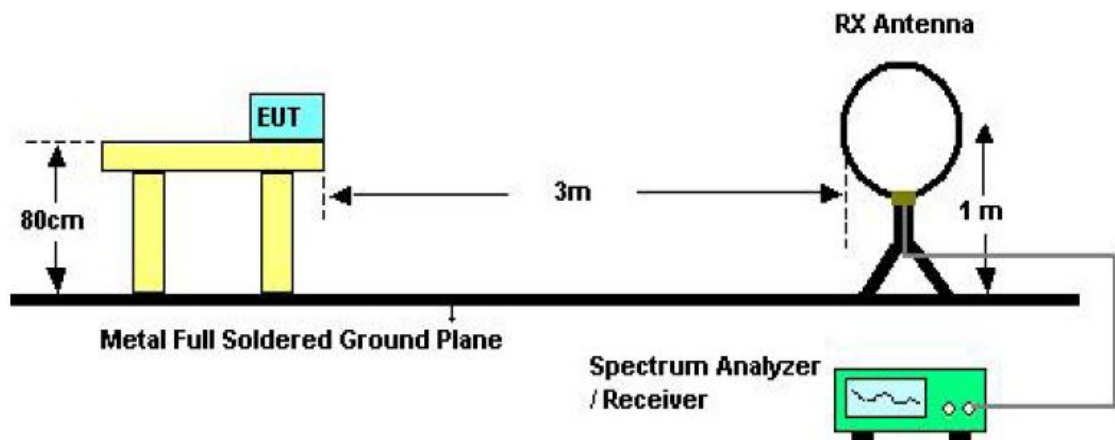 RX Antenna
EUT
3m
80cm
1 m
Metal Full Soldered Ground Plane
Spectrum Analyzer
/ Receiver